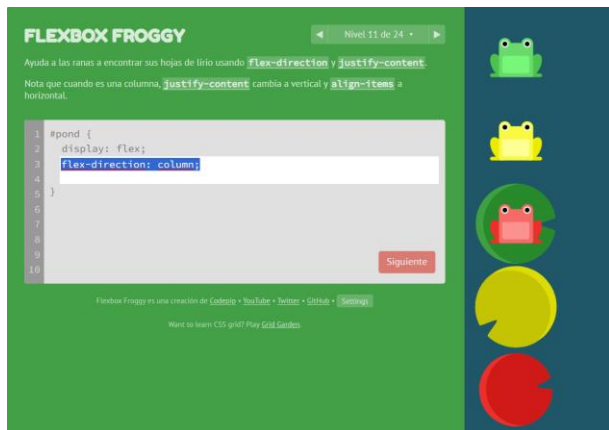 FLEXBOX FROGGY
◀ Nivel 11 de 24 ▾ ▶
Ayuda a las ranas a encontrar sus hojas de lirio usando flex-direction y justify-content.
Nota que cuando es una columna, justify-content cambia a vertical y align-items a
horizontal.
1 #pond {
2 display: flex;
3 flex-direction: column;
4
5 }
6
7
8
9
10
Siguiente
Flexbox Froggy es una creación de Codepip • YouTube • Twitter • GitHub • Settings
Want to learn CSS grid? Play Grid Garden.